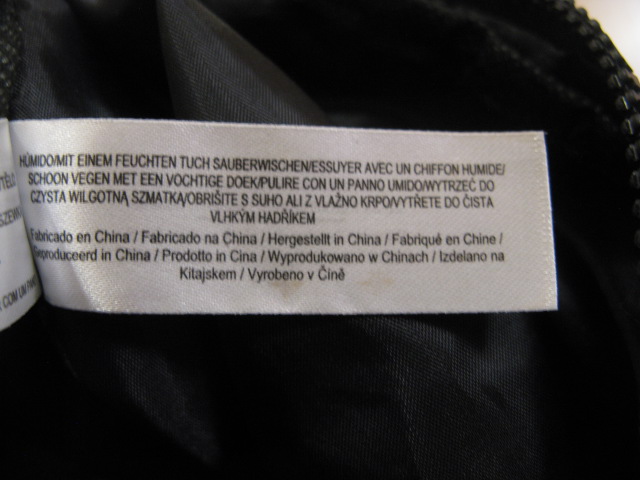 HÚMIDO/MIT EINEM FEUCHTEN TUCH SAUBERWISCHEN/ESSUYER AVEC UN CHIFFON HUMIDE/
SCHOON VEGEN MET EEN VOCHTIGE DOEK/PULIRE CON UN PANNO UMIDO/WYTRZEĆ DO
CZYSTA WILGOTNĄ SZMATKĄ/OBRIŠITE S SUHO ALI Z VLAŽNO KRPO/VYTŘETE DO ČISTA
VLHKÝM HADŘÍKEM
Fabricado en China / Fabricado na China / Hergestellt in China / Fabriqué en Chine /
Geproduceerd in China / Prodotto in Cina / Wyprodukowano w Chinach / Izdelano na
Kitajskem / Vyrobeno v Číně